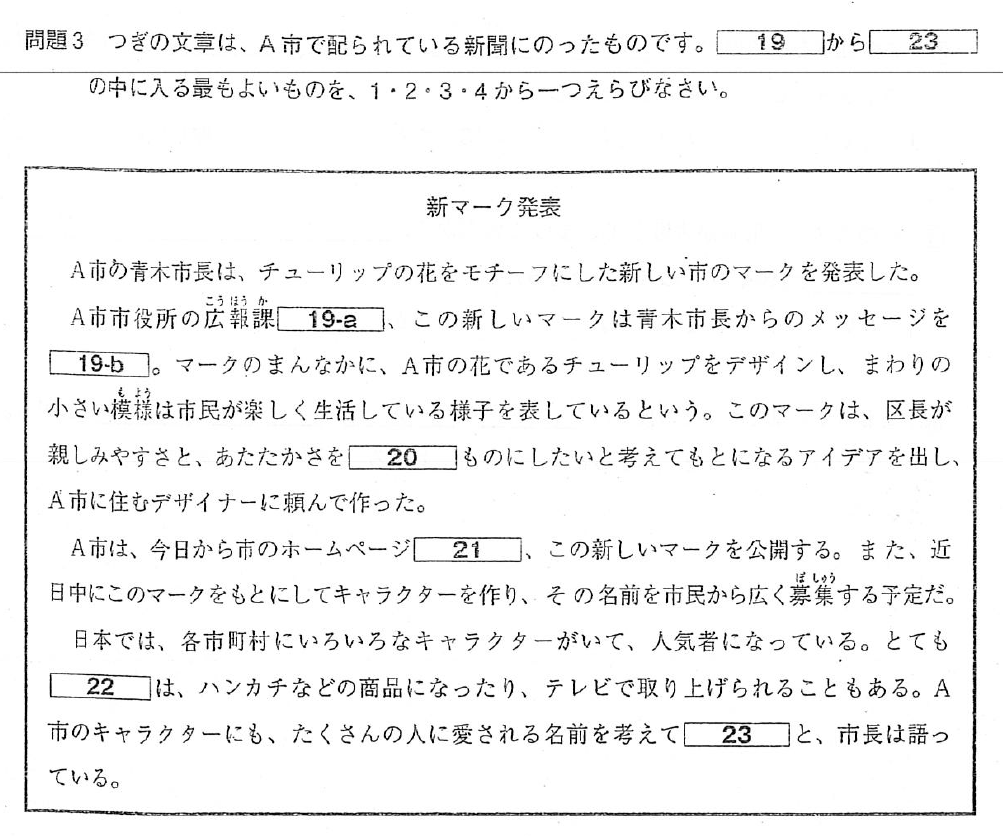 問題3 つぎの文章は、A市で配られている新聞にのったものです。 19 から 23
の中に入る最もよいものを、1・2・3・4から一つえらびなさい。
新マーク発表
A市の青木市長は、チューリップの花をモチーフにした新しい市のマークを発表した。
こうほうか
A市市役所の広報課 19-a 、この新しいマークは青木市長からのメッセージを
19-b 。マークのまんなかに、A市の花であるチューリップをデザインし、まわりの
もよう
小さい模様は市民が楽しく生活している様子を表しているという。このマークは、区長が
親しみやすさと、あたたかさを 20 ものにしたいと考えてもとになるアイデアを出し、
A市に住むデザイナーに頼んで作った。
A市は、今日から市のホームページ 21 、この新しいマークを公開する。また、近
ぼしゅう
日中にこのマークをもとにしてキャラクターを作り、その名前を市民から広く募集する予定だ。
日本では、各市町村にいろいろなキャラクターがいて、人気者になっている。とても
22 は、ハンカチなどの商品になったり、テレビで取り上げられることもある。A
市のキャラクターにも、たくさんの人に愛される名前を考えて 23 と、市長は語っ
ている。